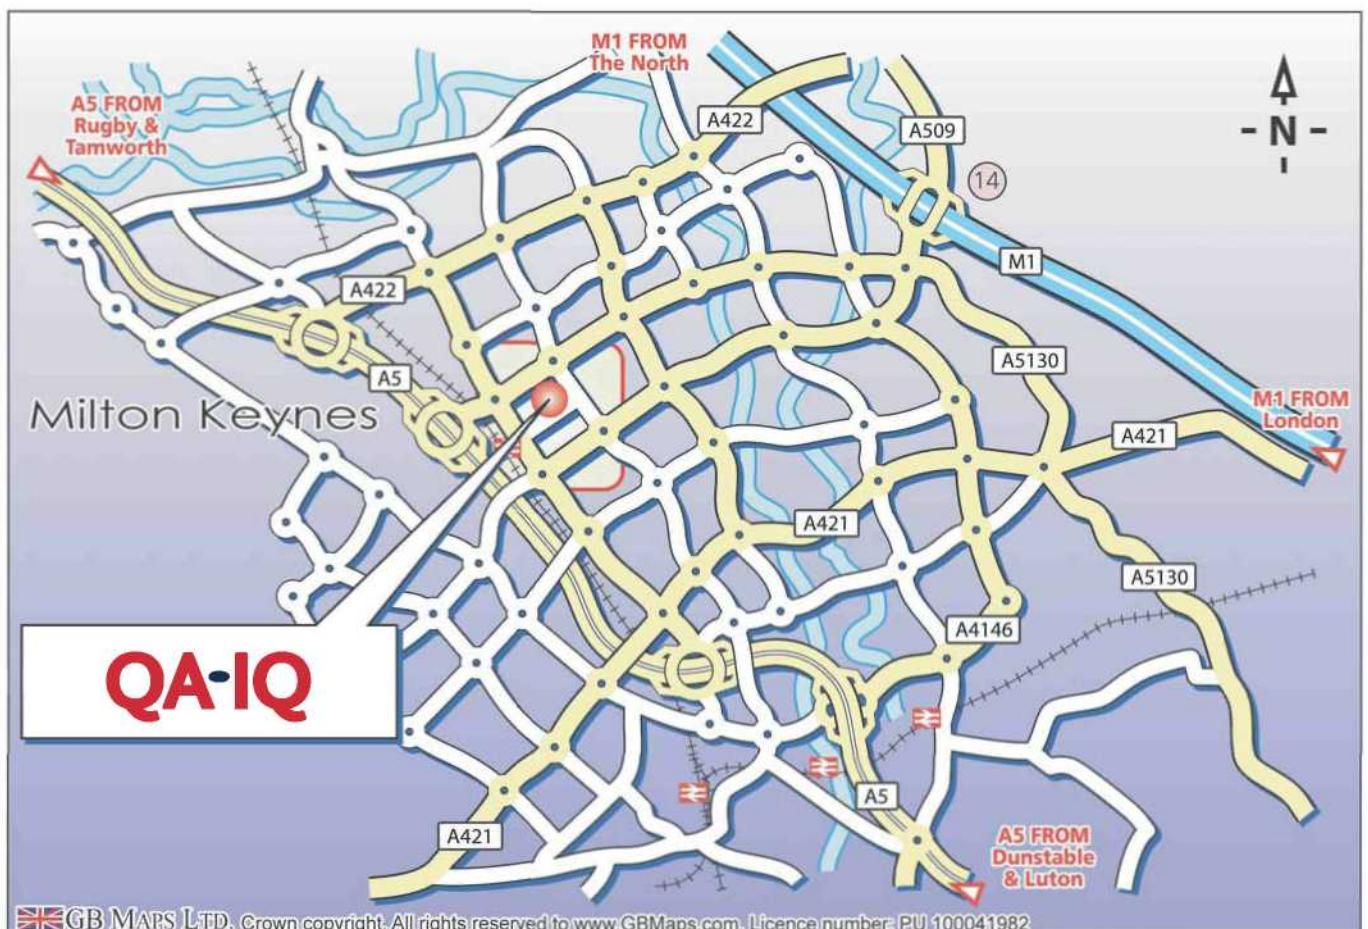 M1 FROM
The North
A5 FROM
Rugby &
Tamworth
A422
A509
N
14
M1
A422
A5130
A5
Milton Keynes
M1 FROM
London
A421
A421
A5130
A4146
QA-IQ
A5
A421
A5 FROM
Dunstable
& Luton
GB MAPS LTD. Crown copyright. All rights reserved to www.GBMaps.com. Licence number: PU 100041982